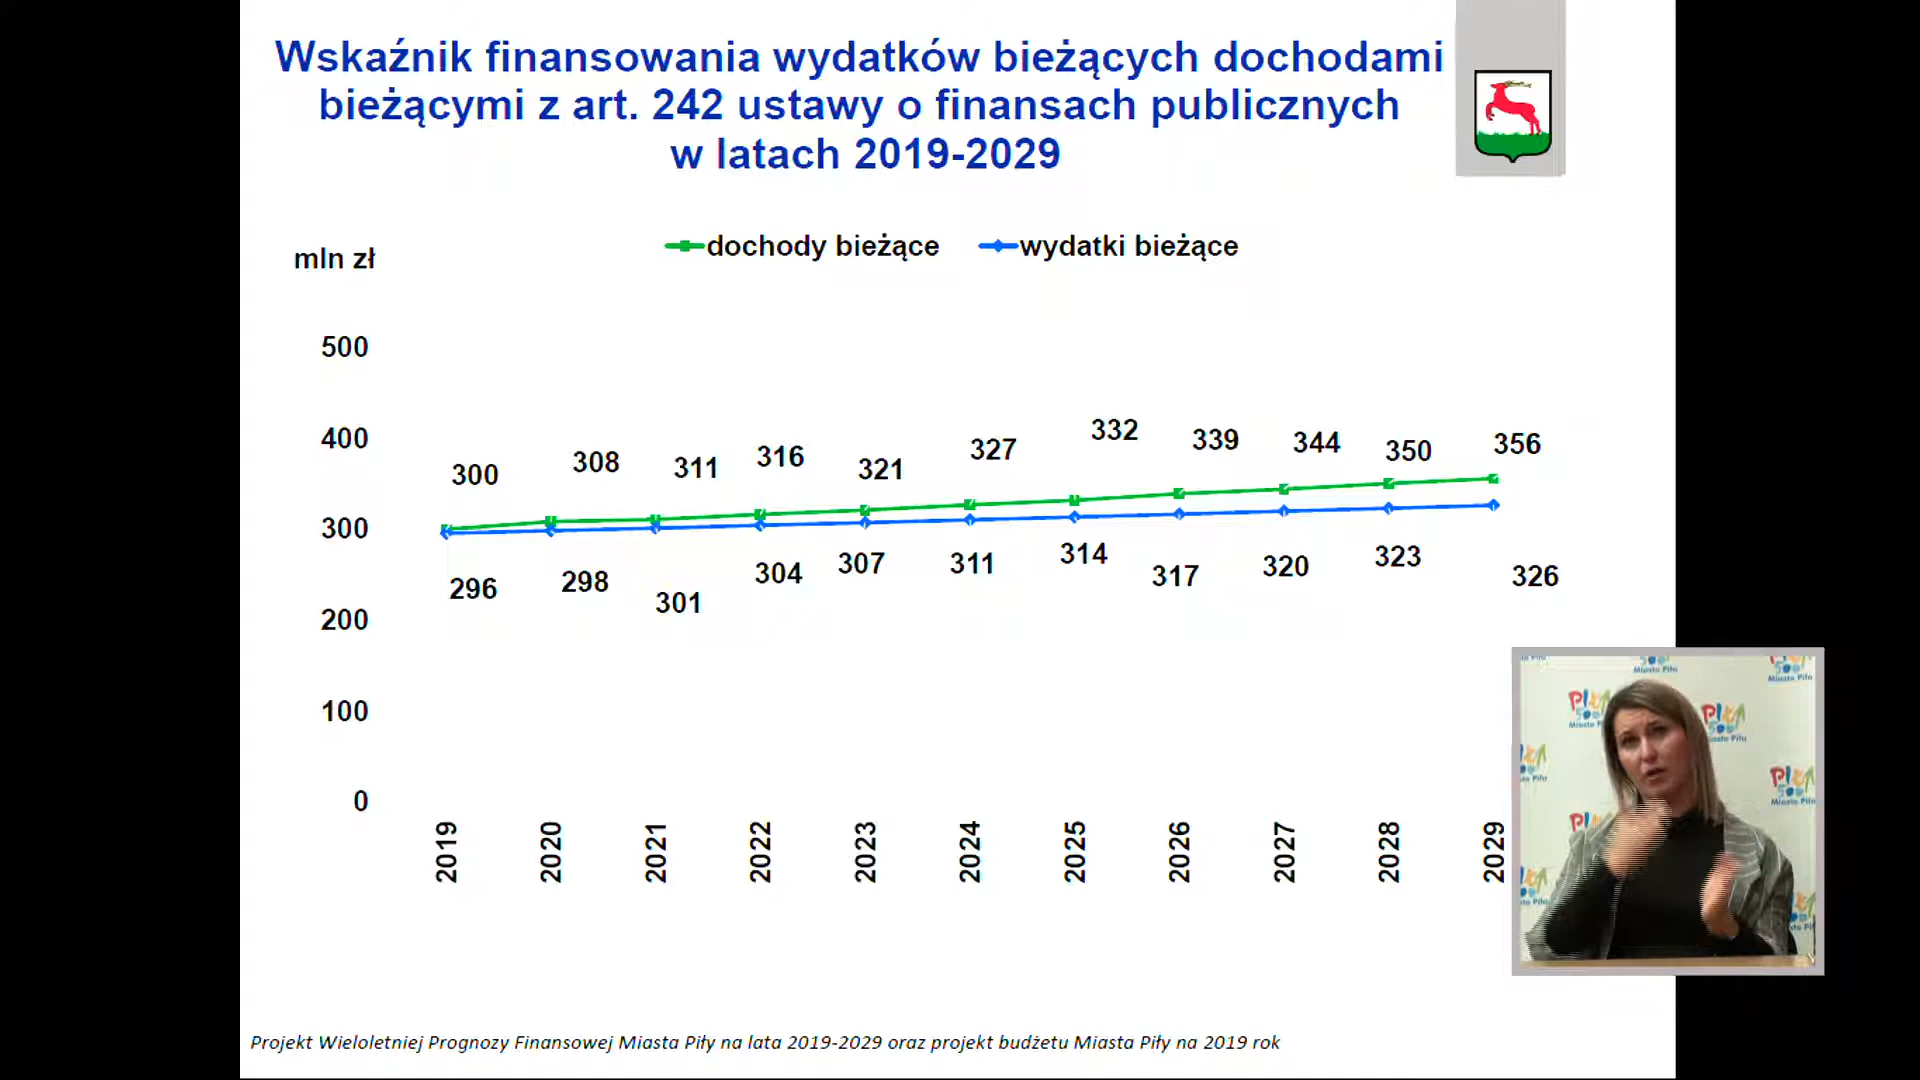 Wskaźnik finansowania wydatków bieżących dochodami
bieżącymi z art. 242 ustawy o finansach publicznych
w latach 2019-2029
mln zł
dochody bieżące
wydatki bieżące
500
400
300
200
100
0
300 308 311 316 321 327 332 339 344 350 356
296 298 301 304 307 311 314 317 320 323 326
2019 2020 2021 2022 2023 2024 2025 2026 2027 2028 2029
PIŁA
500
Miasto Piła
Projekt Wieloletniej Prognozy Finansowej Miasta Piły na lata 2019-2029 oraz projekt budżetu Miasta Piły na 2019 rok